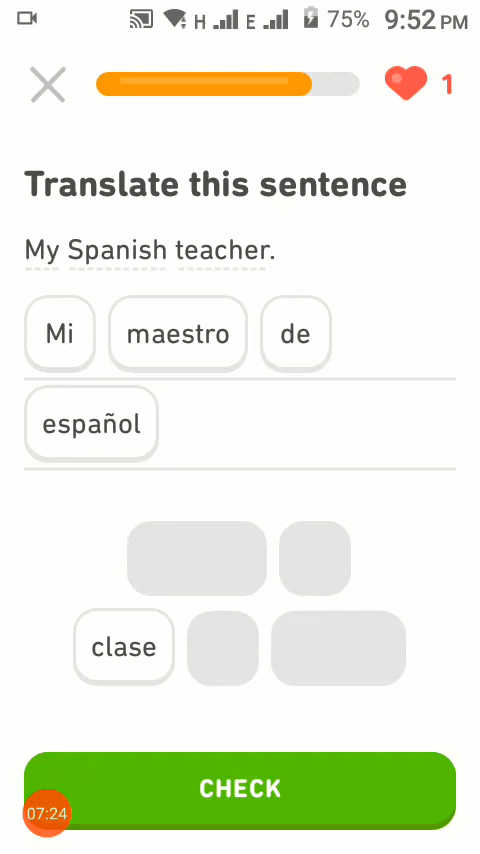 H E 75% 9:52 PM
1
Translate this sentence
My Spanish teacher.
Mi maestro de
español
clase
CHECK
07:24